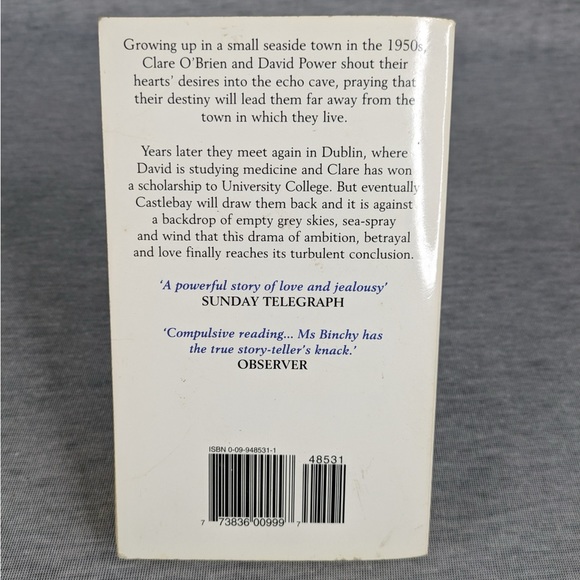 Growing up in a small seaside town in the 1950s,
Clare O'Brien and David Power shout their
hearts' desires into the echo cave, praying that
their destiny will lead them far away from the
town in which they live.
Years later they meet again in Dublin, where
David is studying medicine and Clare has won
a scholarship to University College. But eventually
Castlebay will draw them back and it is against
a backdrop of empty grey skies, sea-spray
and wind that this drama of ambition, betrayal
and love finally reaches its turbulent conclusion.
'A powerful story of love and jealousy'
SUNDAY TELEGRAPH
'Compulsive reading... Ms Binchy has
the true story-teller's knack.'
OBSERVER
ISBN 0-09-948531-1
48531
7 73836 00999 7